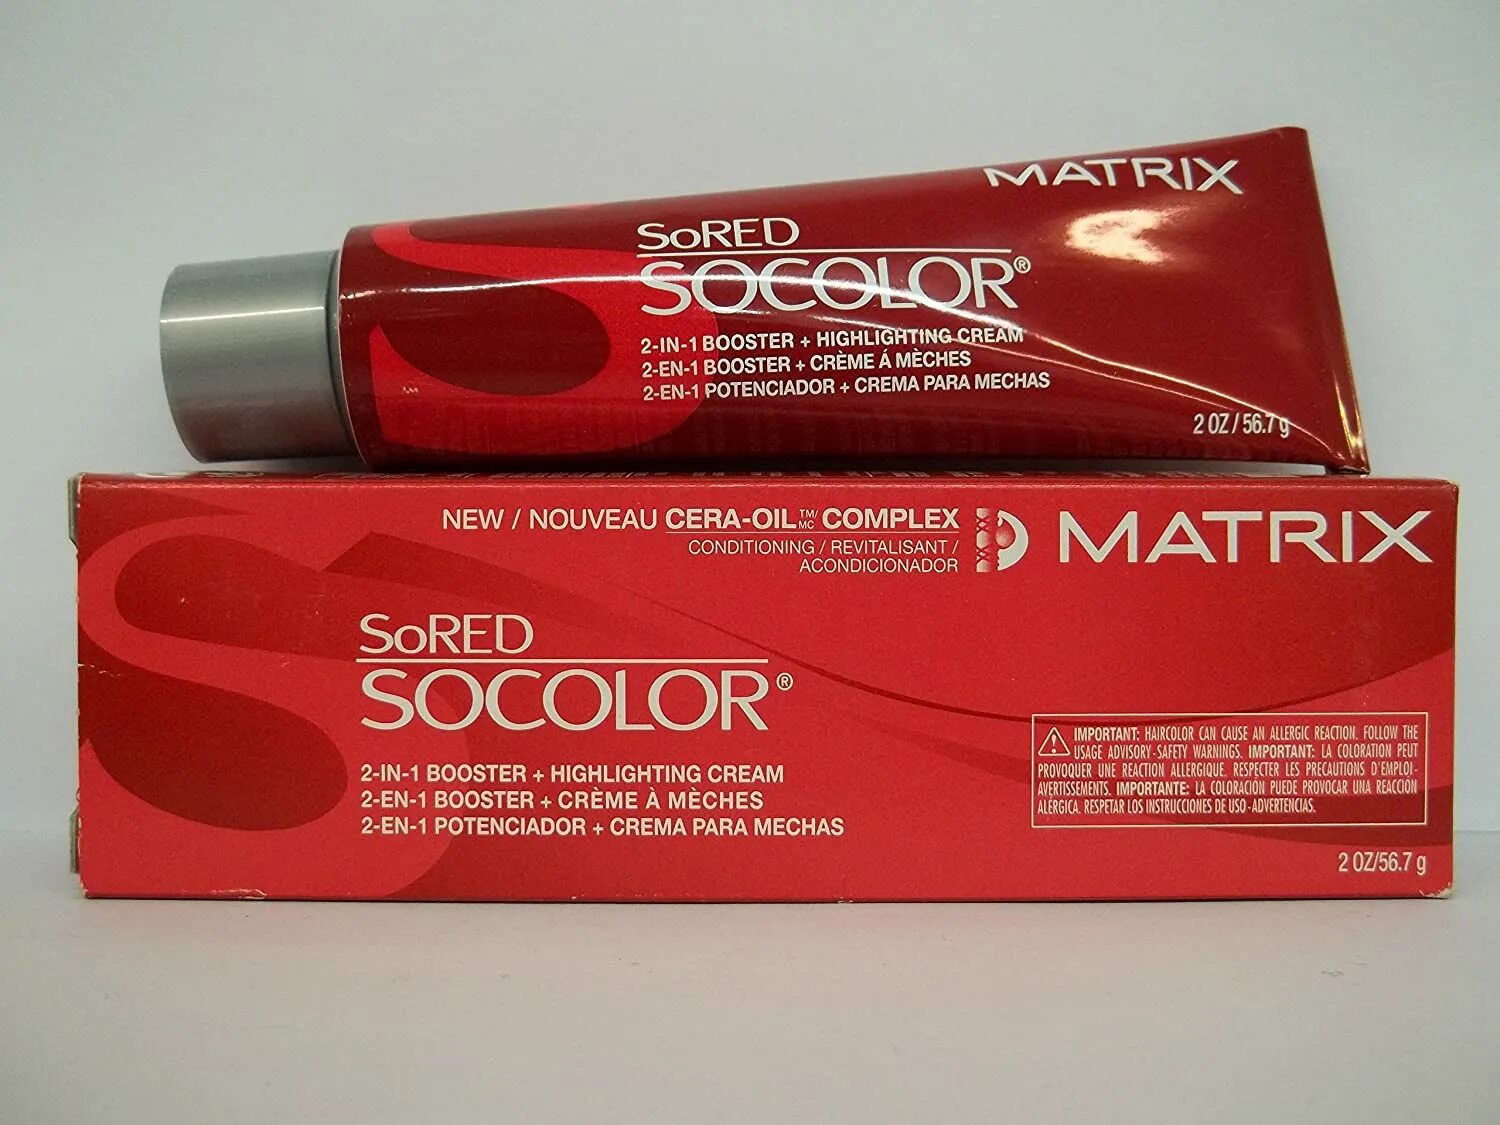 MATRIX
SoRED
SOCOLOR®
2-IN-1 BOOSTER + HIGHLIGHTING CREAM
2-EN-1 BOOSTER + CRÈME Á MÈCHES
2-EN-1 POTENCIADOR + CREMA PARA MECHAS
2 OZ / 56.7 g
NEW / NOUVEAU CERA-OIL™/MC COMPLEX
CONDITIONING / REVITALISANT /
ACONDICIONADOR
MATRIX
SoRED
SOCOLOR®
2-IN-1 BOOSTER + HIGHLIGHTING CREAM
2-EN-1 BOOSTER + CRÈME À MÈCHES
2-EN-1 POTENCIADOR + CREMA PARA MECHAS
IMPORTANT: HAIRCOLOR CAN CAUSE AN ALLERGIC REACTION. FOLLOW THE
USAGE ADVISORY-SAFETY WARNINGS. IMPORTANT: LA COLORATION PEUT
PROVOQUER UNE REACTION ALLERGIQUE. RESPECTER LES PRECAUTIONS D'EMPLOI-
AVERTISSEMENTS. IMPORTANTE: LA COLORACIÓN PUEDE PROVOCAR UNA REACCIÓN
ALÉRGICA. RESPETAR LOS INSTRUCCIONES DE USO-ADVERTENCIAS.
2 OZ/56.7 g